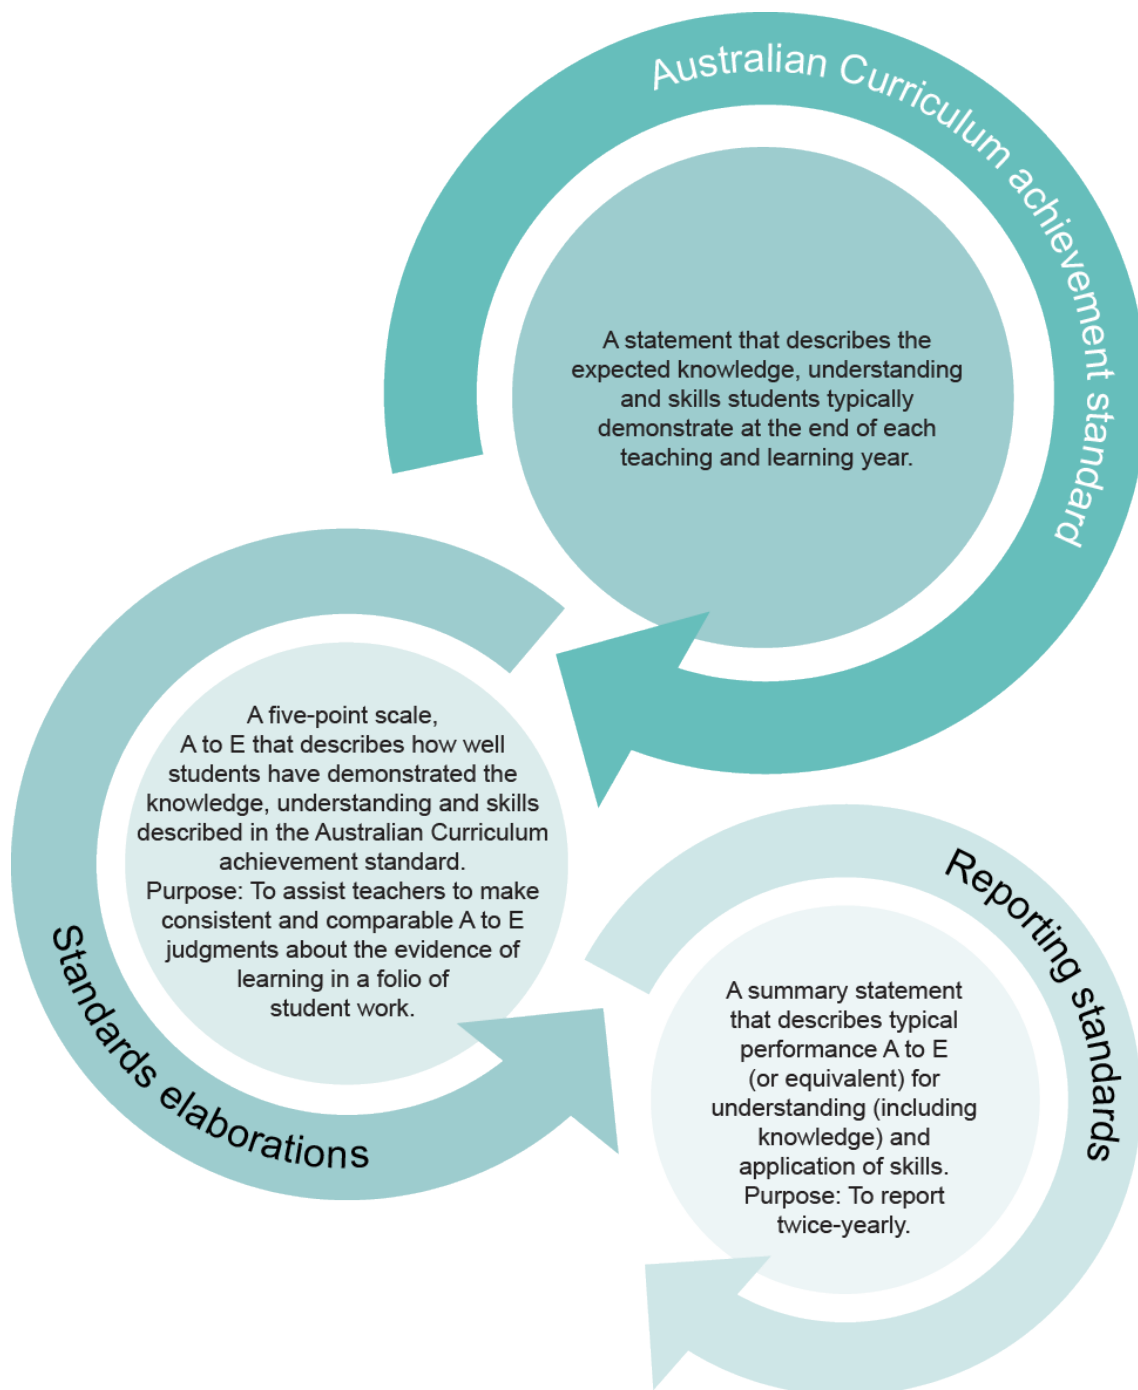 Australian Curriculum achievement standard
A statement that describes the
expected knowledge, understanding
and skills students typically
demonstrate at the end of each
teaching and learning year.
Standards elaborations
A five-point scale,
A to E that describes how well
students have demonstrated the
knowledge, understanding and skills
described in the Australian Curriculum
achievement standard.
Purpose: To assist teachers to make
consistent and comparable A to E
judgments about the evidence of
learning in a folio of
student work.
Reporting standards
A summary statement
that describes typical
performance A to E
(or equivalent) for
understanding (including
knowledge) and
application of skills.
Purpose: To report
twice-yearly.